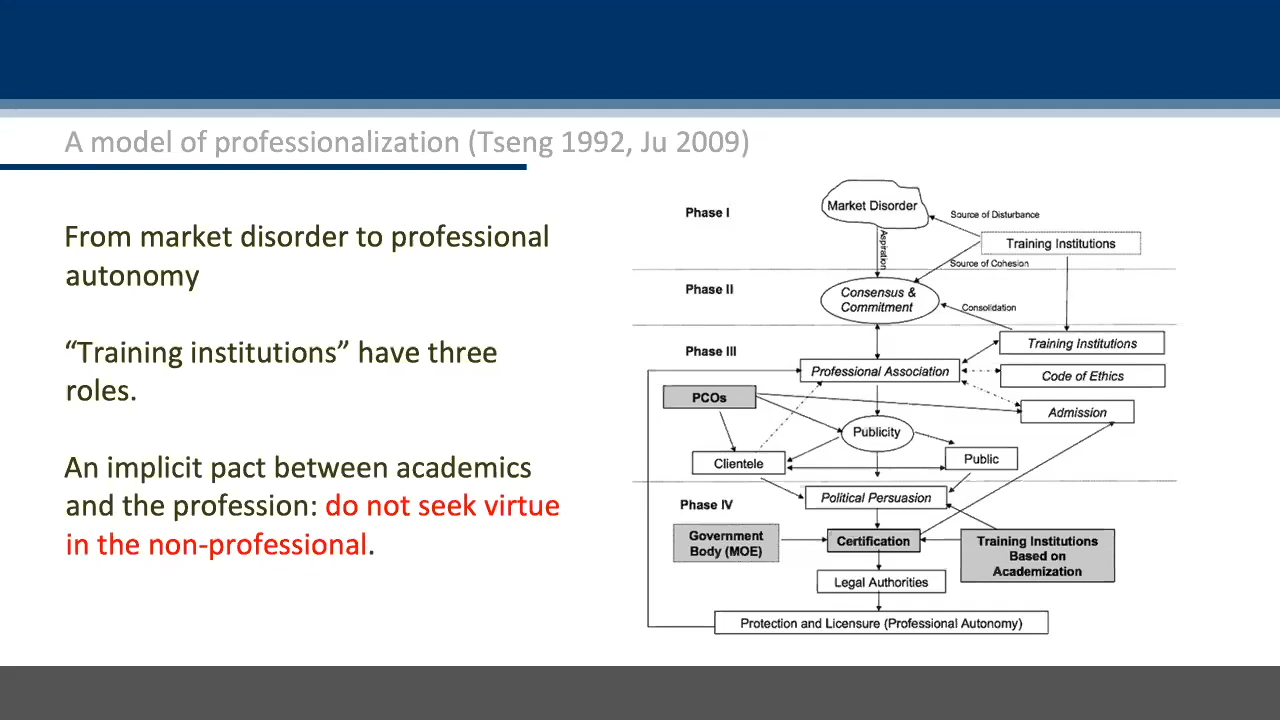 A model of professionalization (Tseng 1992, Ju 2009)
From market disorder to professional
autonomy
“Training institutions” have three
roles.
An implicit pact between academics
and the profession: do not seek virtue
in the non-professional.
Phase I
Market Disorder
Source of Disturbance
Training Institutions
Aspiration
Source of Cohesion
Phase II
Consensus &
Commitment
Consolidation
Phase III
Training Institutions
Professional Association
Code of Ethics
PCOs
Admission
Publicity
Clientele
Public
Political Persuasion
Phase IV
Government
Body (MOE)
Certification
Training Institutions
Based on
Academization
Legal Authorities
Protection and Licensure (Professional Autonomy)